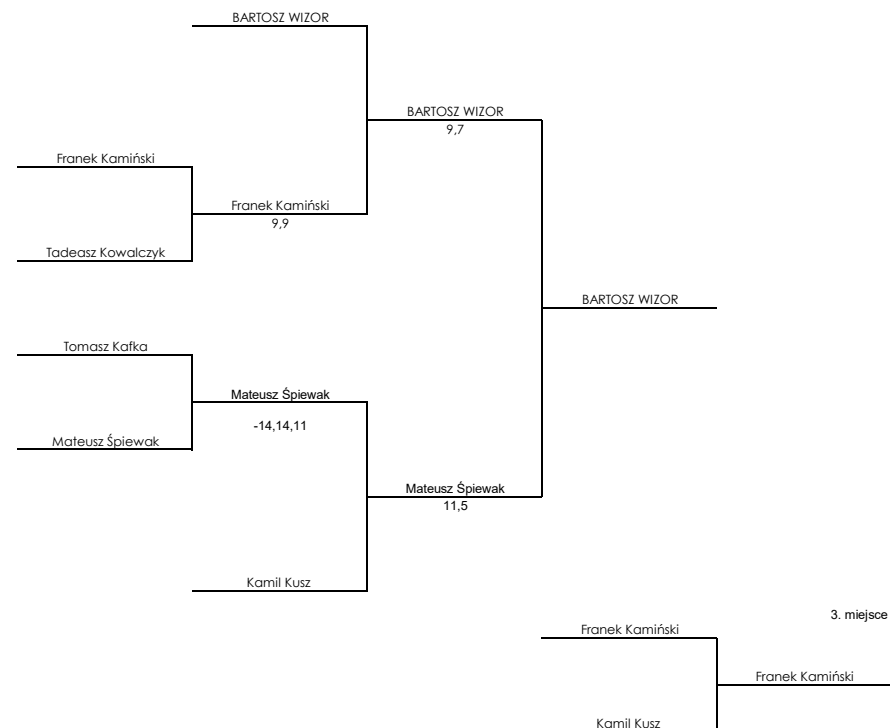 BARTOSZ WIZOR
BARTOSZ WIZOR
9,7
Franek Kamiński
Franek Kamiński
9,9
Tadeasz Kowalczyk
BARTOSZ WIZOR
Tomasz Kafka
Mateusz Śpiewak
-14,14,11
Mateusz Śpiewak
Mateusz Śpiewak
11,5
Kamil Kusz
3. miejsce
Franek Kamiński
Franek Kamiński
Kamil Kusz